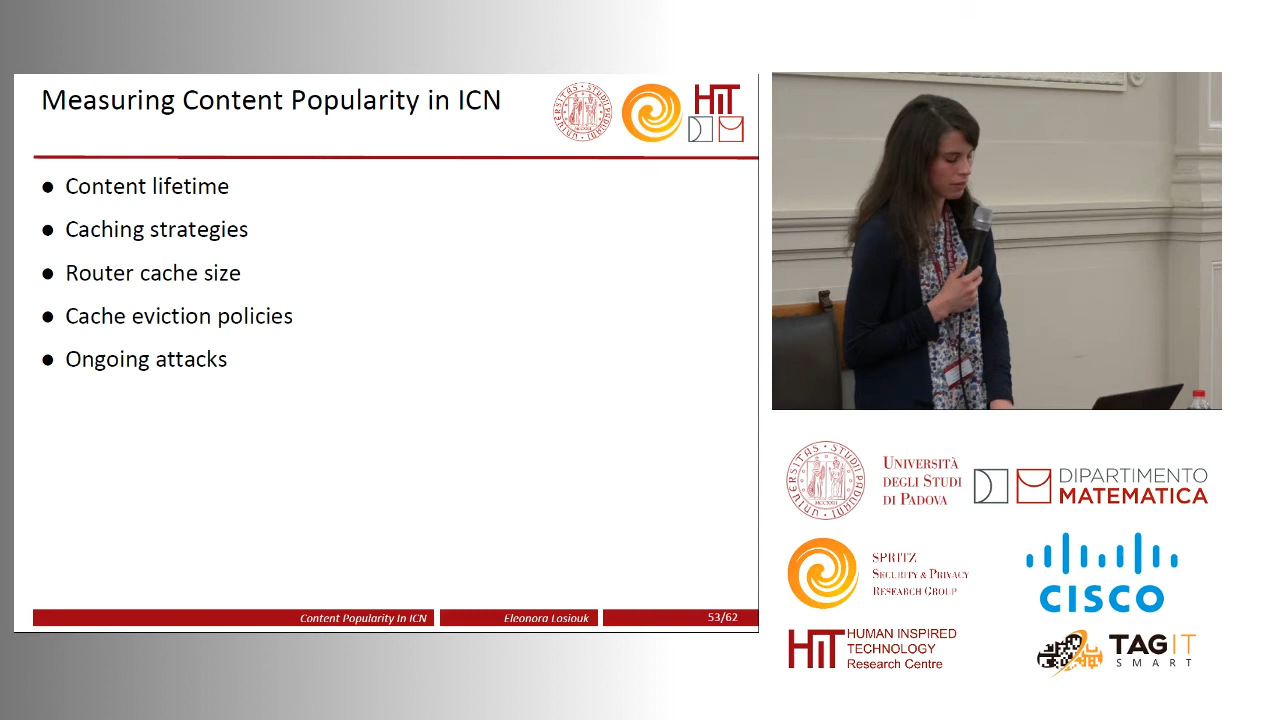 Measuring Content Popularity in ICN
HIT
● Content lifetime
● Caching strategies
● Router cache size
● Cache eviction policies
● Ongoing attacks
Content Popularity In ICN
Eleonora Losiouk
53/62
UNIVERSITÀ
DEGLI STUDI
DI PADOVA
DIPARTIMENTO
MATEMATICA
SPRITZ
SECURITY & PRIVACY
RESEARCH GROUP
CISCO
HIT
HUMAN INSPIRED
TECHNOLOGY
Research Centre
TAGIT
SMART